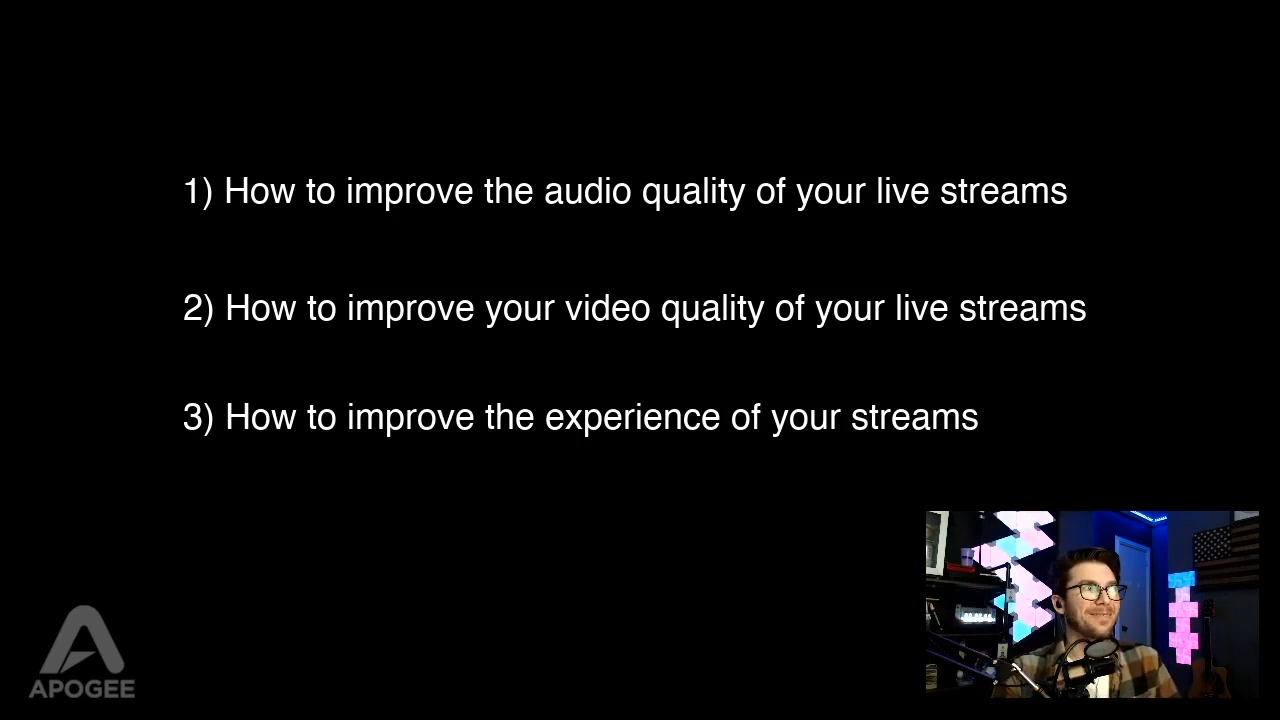 1) How to improve the audio quality of your live streams
2) How to improve your video quality of your live streams
3) How to improve the experience of your streams
APOGEE